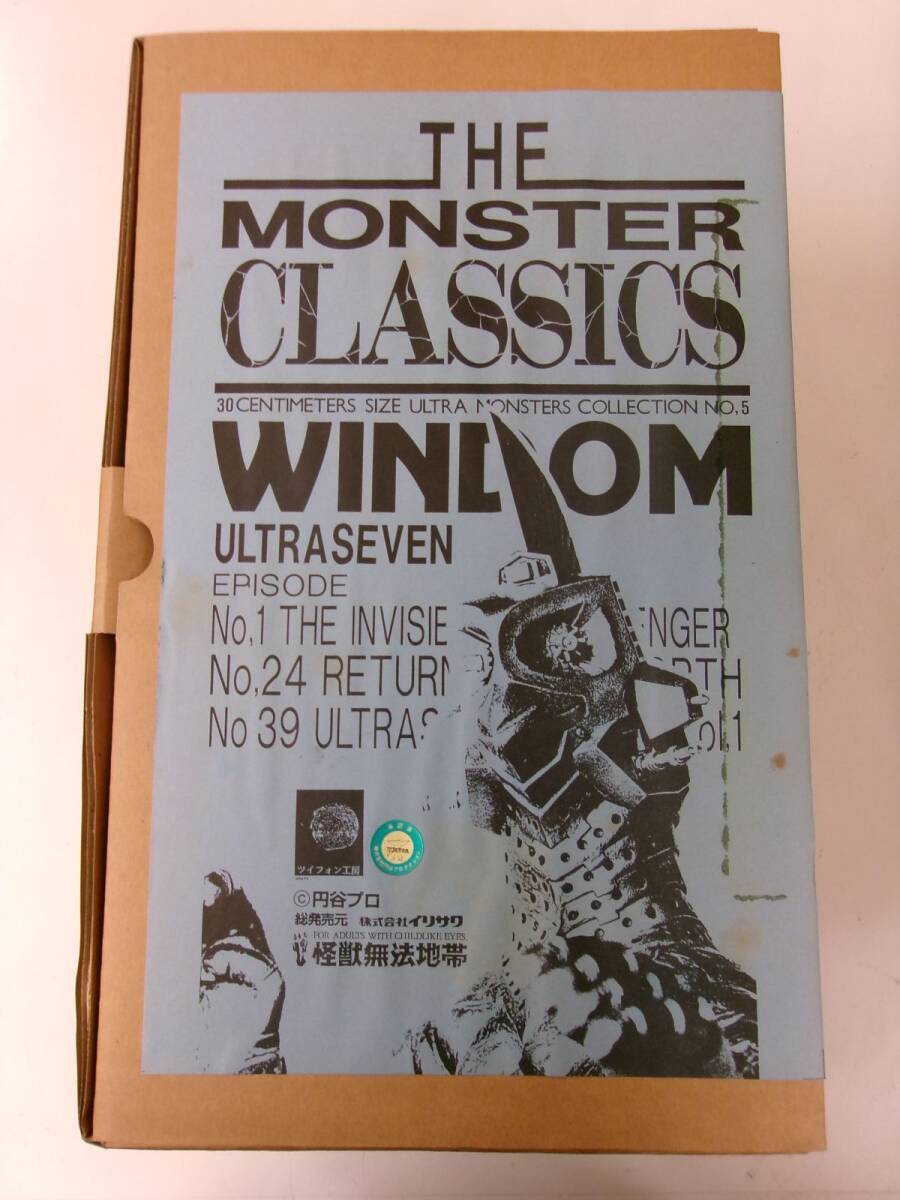 THE
MONSTER
CLASSICS
30 CENTIMETERS SIZE ULTRA MONSTERS COLLECTION NO,5
WINDOM
ULTRASEVEN
EPISODE
No,1 THE INVISIB ENGER
No,24 RETURN RTH
No 39 ULTRAS ol.1
ツイフォン工房
©円谷プロ
総発売元 株式会社イリサワ
FOR ADULTS WITH CHILDLIKE EYES.
怪獣無法地帯